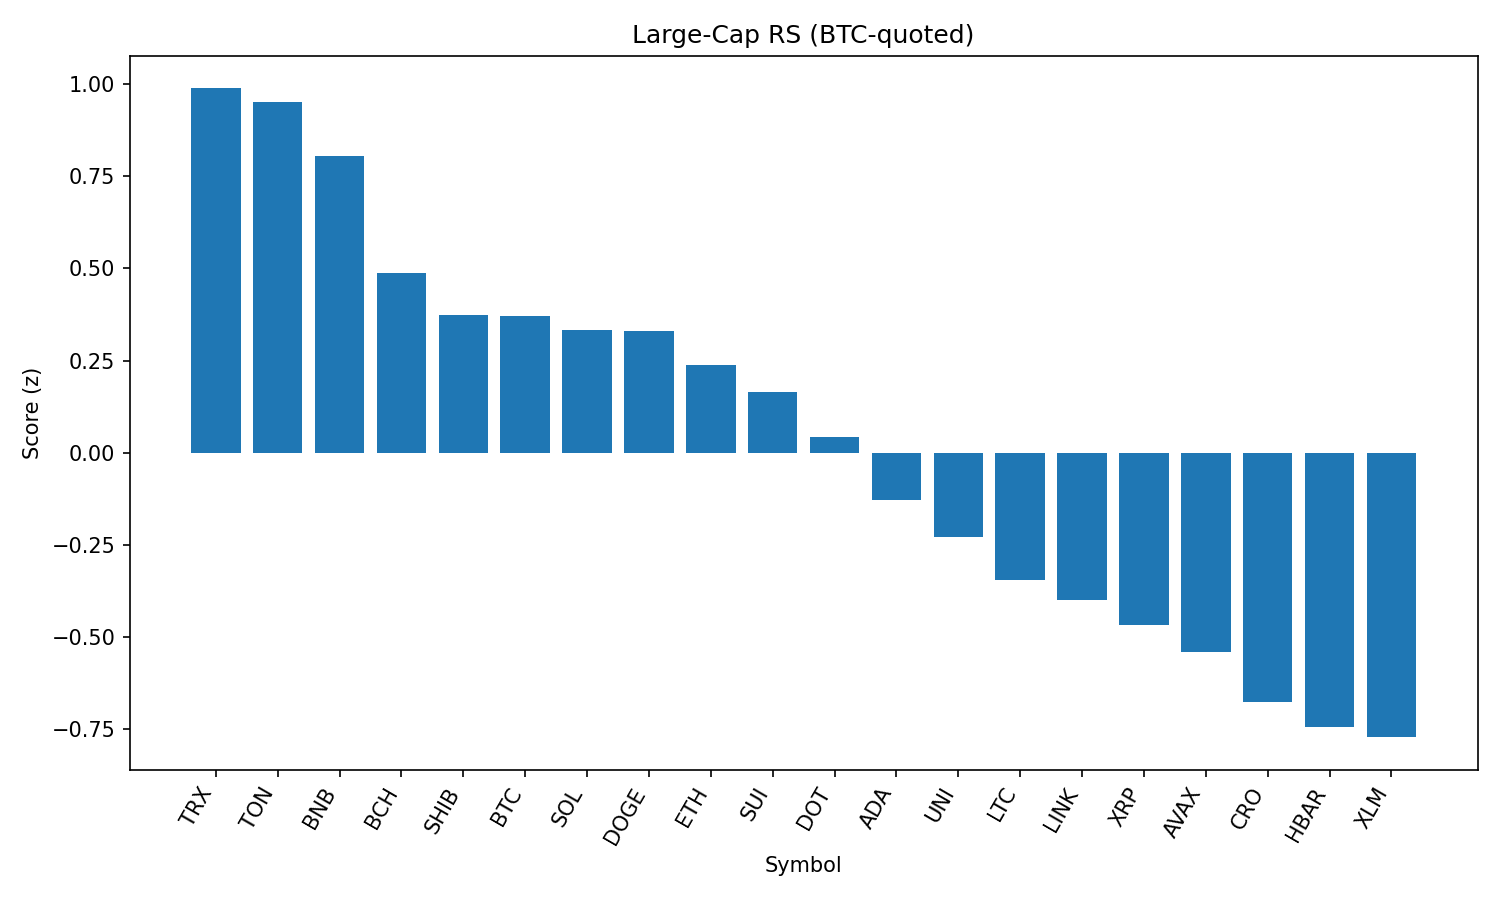 Large-Cap RS (BTC-quoted)
1.00
0.75
0.50
0.25
0.00
−0.25
−0.50
−0.75
Score (z)
TRX
TON
BNB
BCH
SHIB
BTC
SOL
DOGE
ETH
SUI
DOT
ADA
UNI
LTC
LINK
XRP
AVAX
CRO
HBAR
XLM
Symbol